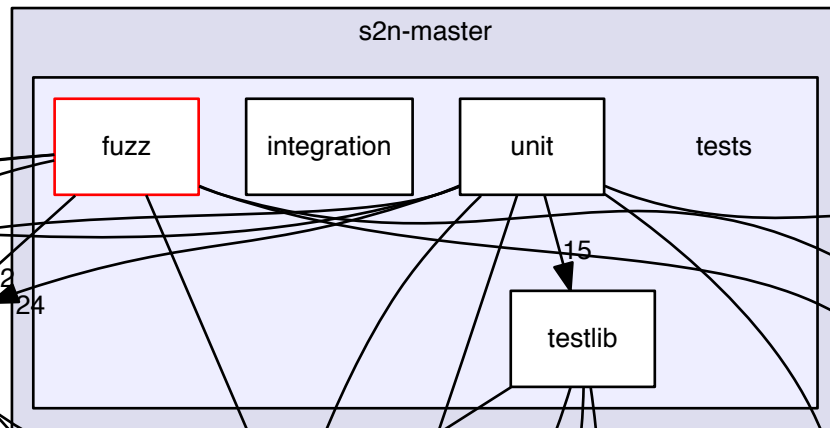 s2n-master
fuzz
integration
unit
tests
15
2
24
testlib